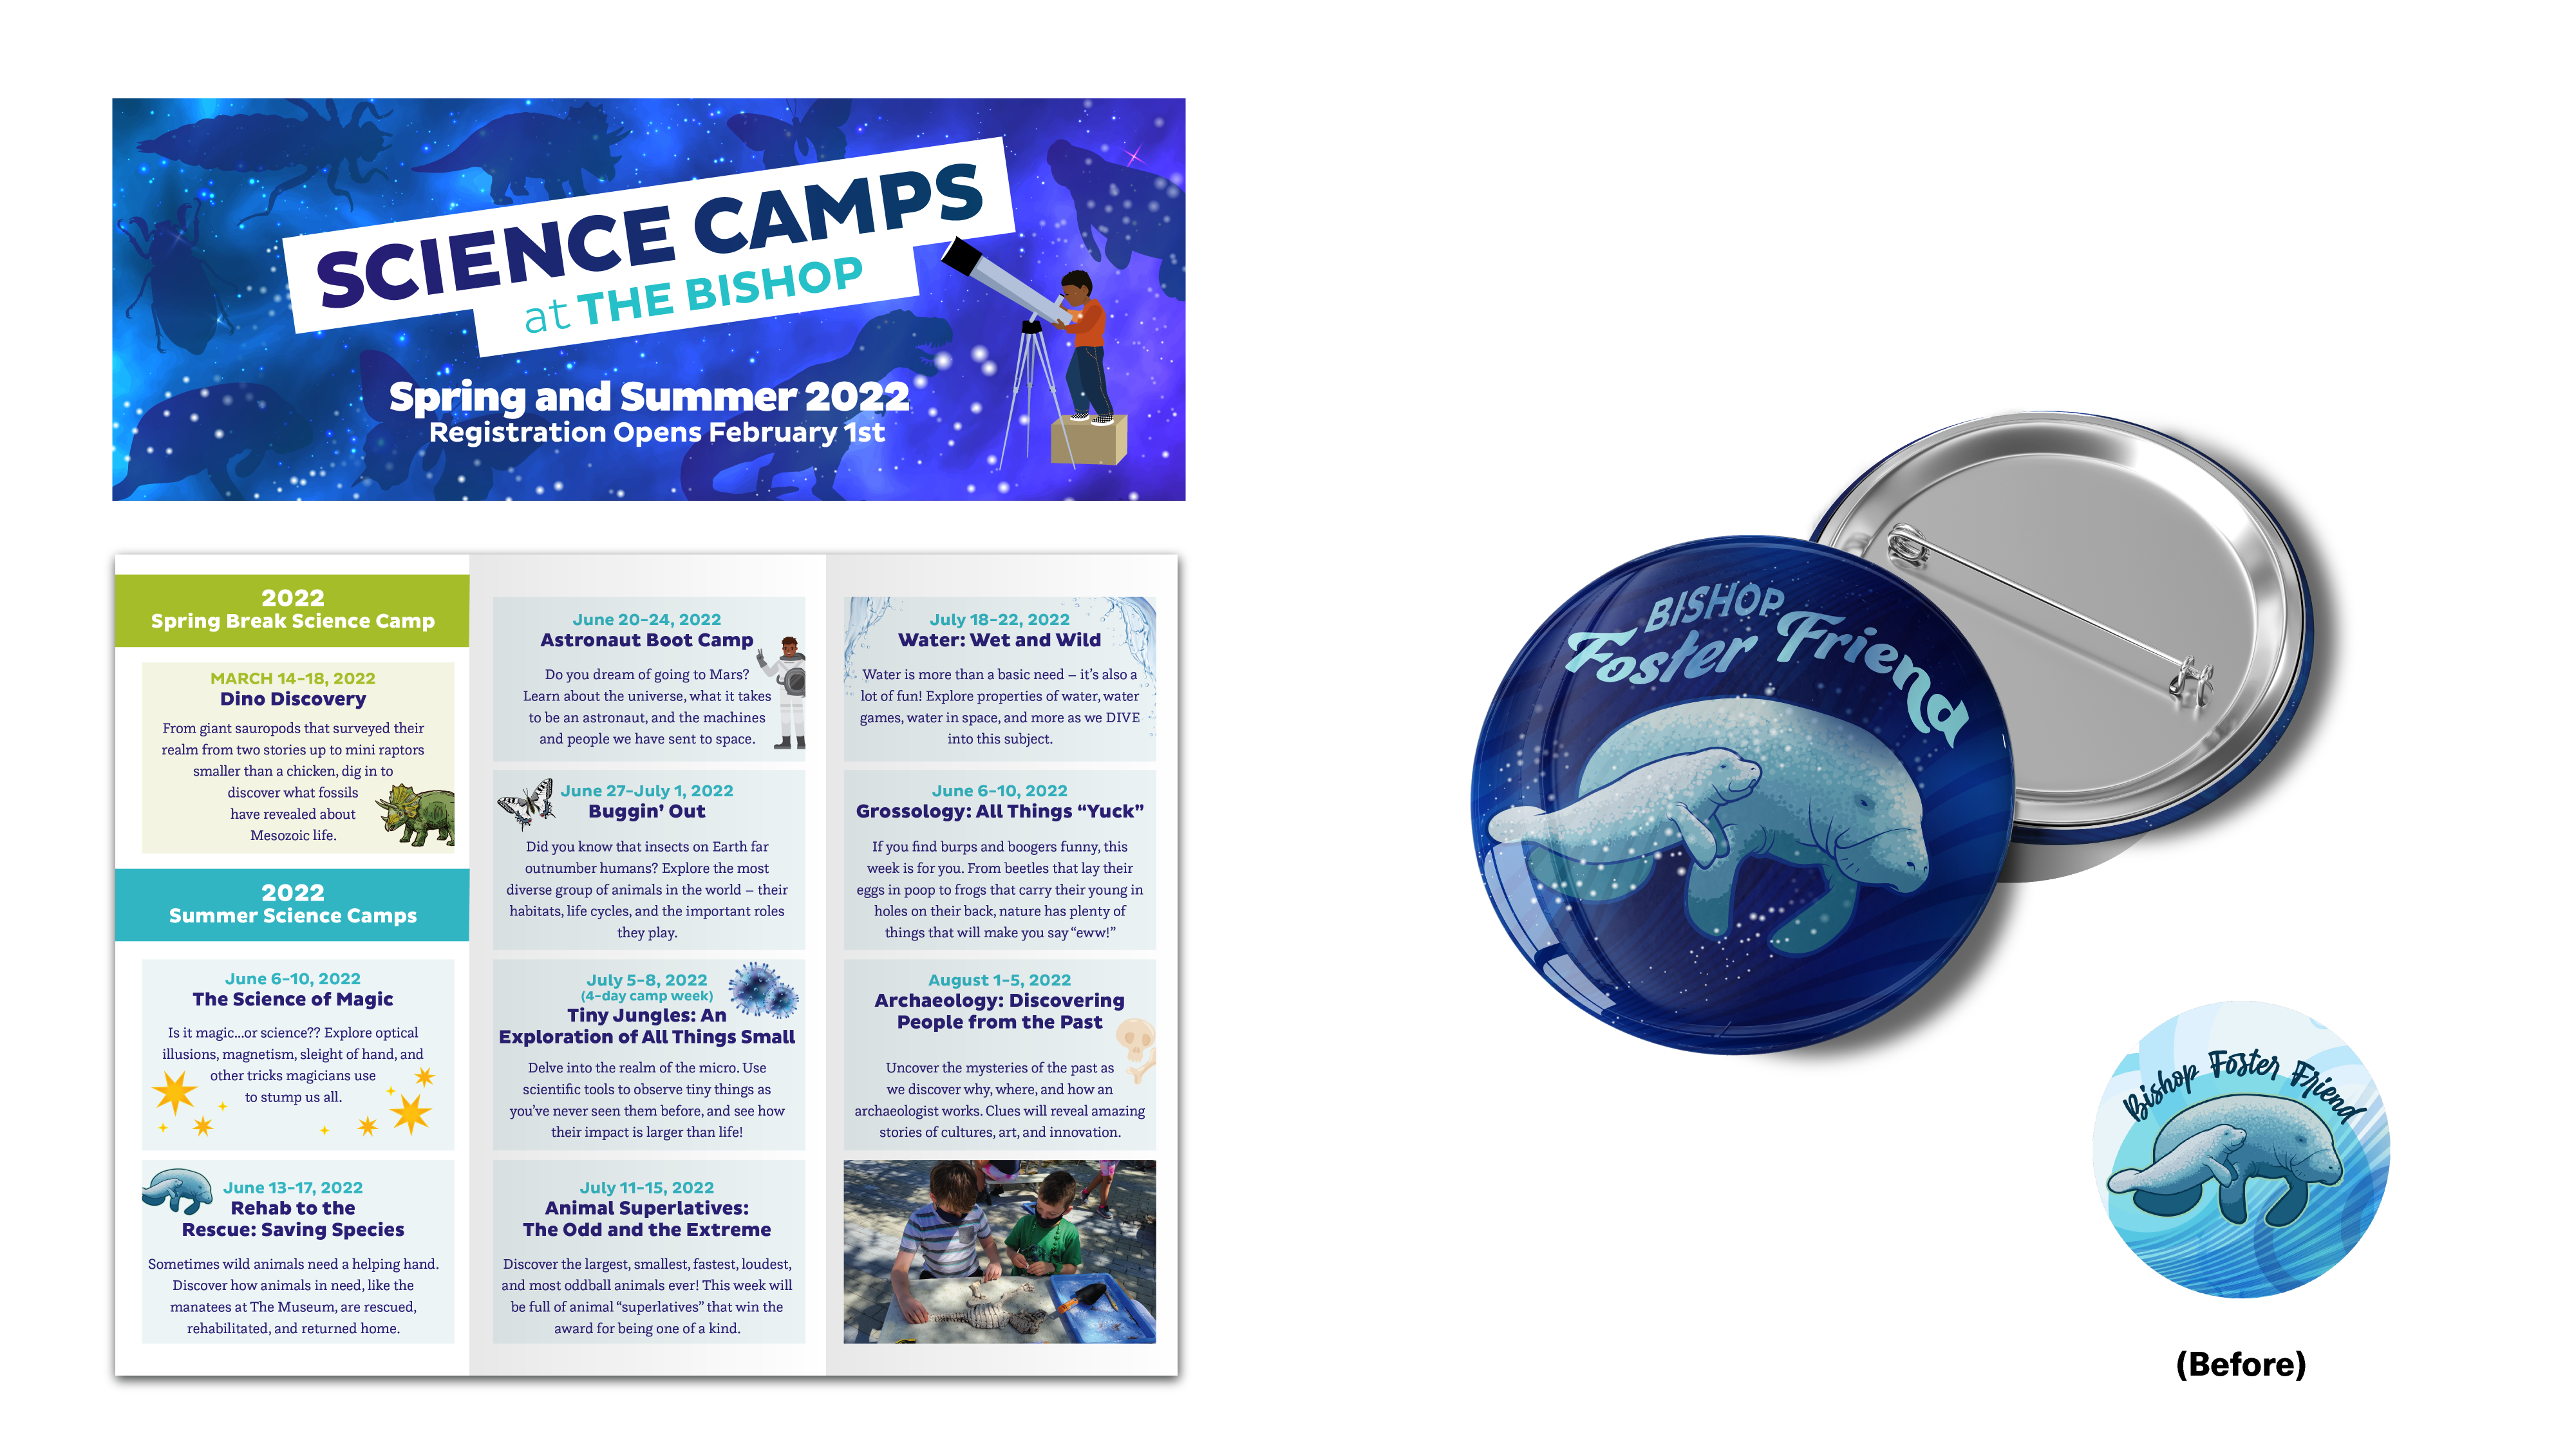 SCIENCE CAMPS
at THE BISHOP
Spring and Summer 2022
Registration Opens February 1st
2022
Spring Break Science Camp
MARCH 14-18, 2022
Dino Discovery
From giant sauropods that surveyed their
realm from two stories up to mini raptors
smaller than a chicken, dig in to
discover what fossils
have revealed about
Mesozoic life.
2022
Summer Science Camps
June 6-10, 2022
The Science of Magic
Is it magic...or science?? Explore optical
illusions, magnetism, sleight of hand, and
other tricks magicians use
to stump us all.
June 13-17, 2022
Rehab to the
Rescue: Saving Species
Sometimes wild animals need a helping hand.
Discover how animals in need, like the
manatees at The Museum, are rescued,
rehabilitated, and returned home.
June 20-24, 2022
Astronaut Boot Camp
Do you dream of going to Mars?
Learn about the universe, what it takes
to be an astronaut, and the machines
and people we have sent to space.
June 27-July 1, 2022
Buggin’ Out
Did you know that insects on Earth far
outnumber humans? Explore the most
diverse group of animals in the world – their
habitats, life cycles, and the important roles
they play.
July 5-8, 2022
(4-day camp week)
Tiny Jungles: An
Exploration of All Things Small
Delve into the realm of the micro. Use
scientific tools to observe tiny things as
you’ve never seen them before, and see how
their impact is larger than life!
July 11-15, 2022
Animal Superlatives:
The Odd and the Extreme
Discover the largest, smallest, fastest, loudest,
and most oddball animals ever! This week will
be full of animal “superlatives” that win the
award for being one of a kind.
July 18-22, 2022
Water: Wet and Wild
Water is more than a basic need – it’s also a
lot of fun! Explore properties of water, water
games, water in space, and more as we DIVE
into this subject.
June 6-10, 2022
Grossology: All Things “Yuck”
If you find burps and boogers funny, this
week is for you. From beetles that lay their
eggs in poop to frogs that carry their young in
holes on their back, nature has plenty of
things that will make you say “eww!”
August 1-5, 2022
Archaeology: Discovering
People from the Past
Uncover the mysteries of the past as
we discover why, where, and how an
archaeologist works. Clues will reveal amazing
stories of cultures, art, and innovation.
BISHOP
Foster Friend
Bishop Foster Friend
(Before)